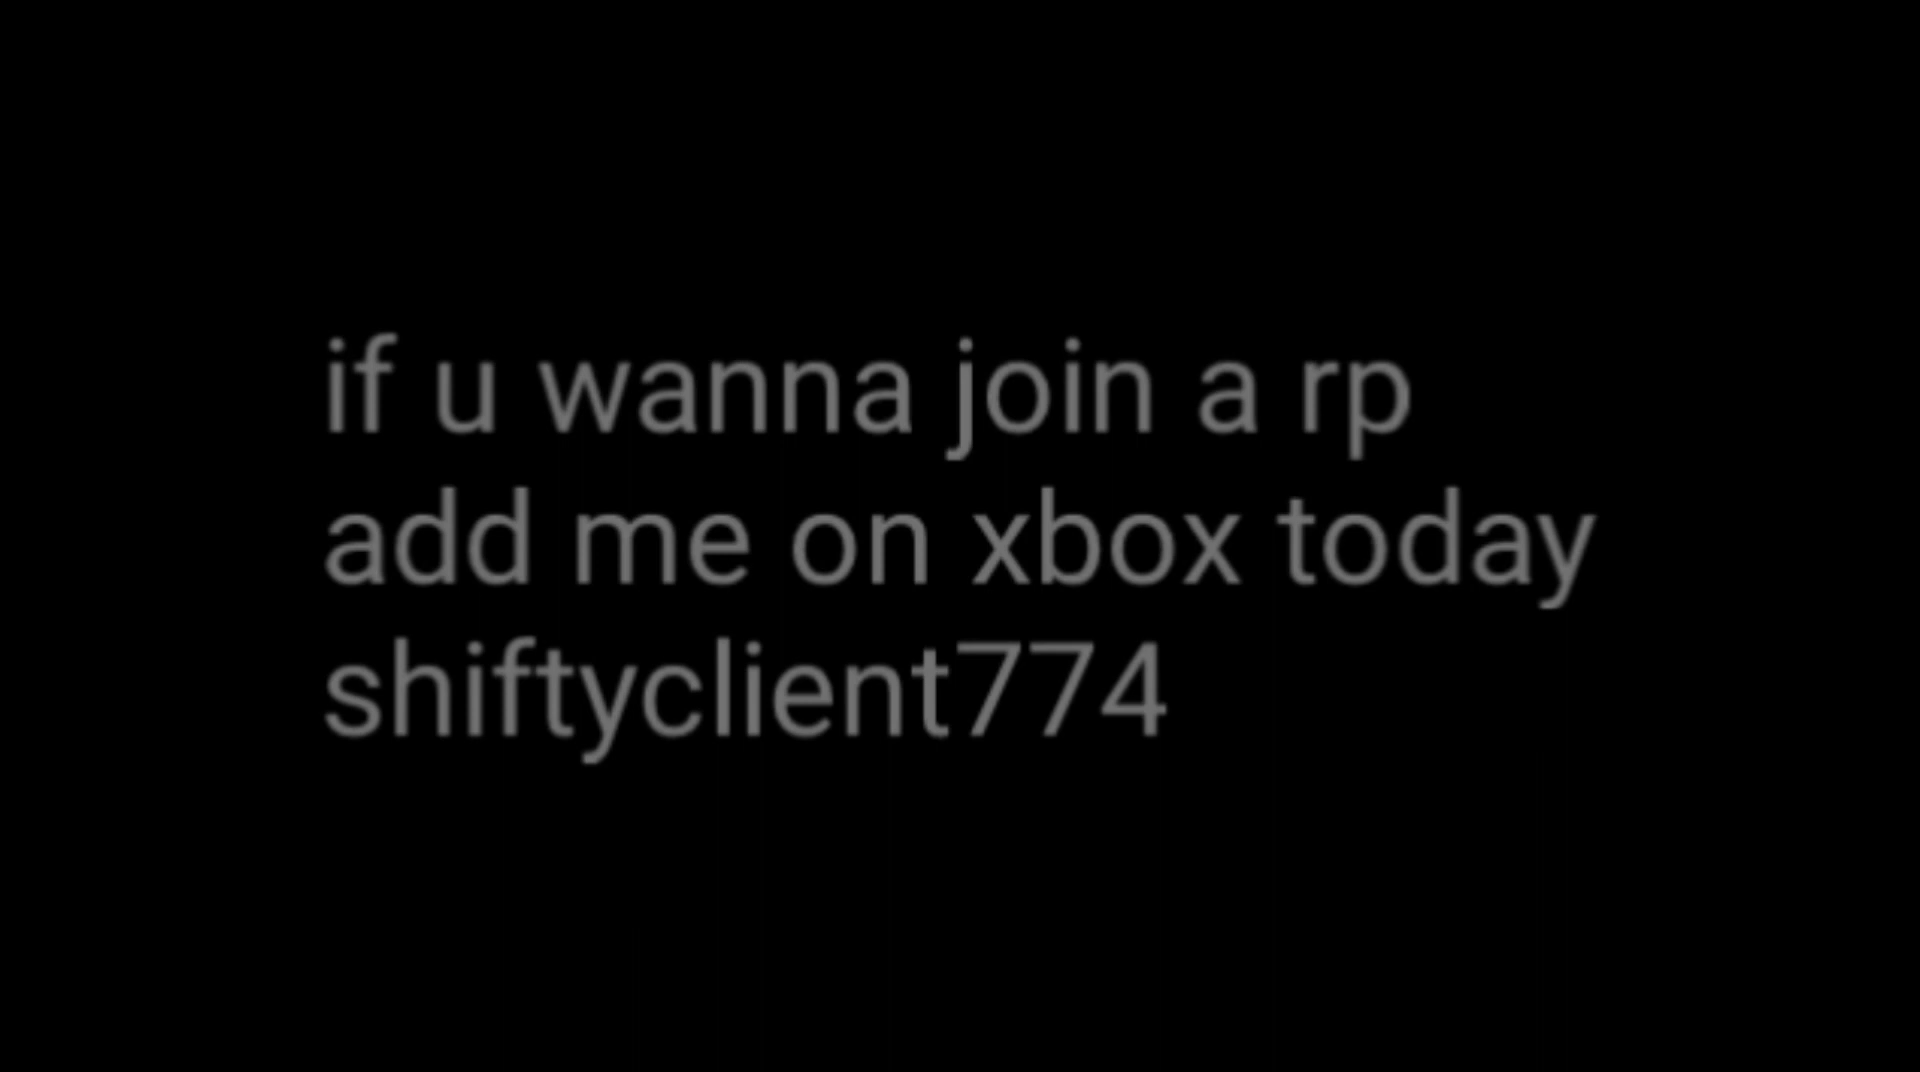 if u wanna join a rp
add me on xbox today
shiftyclient774